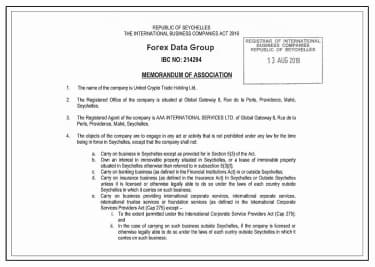 REPUBLIC OF SEYCHELLES
THE INTERNATIONAL BUSINESS COMPANIES ACT 2016
Forex Data Group
IBC NO: 214294
REGISTRAR OF INTERNATIONAL
BUSINESS COMPANIES
REPUBLIC OF SEYCHELLES
13 AUG 2018
MEMORANDUM OF ASSOCIATION
1. The name of the company is United Crypto Trade Holding Ltd.
2. The Registered Office of the company is situated at Global Gateway 8, Rue de la Perle, Providence, Mahé, Seychelles.
3. The Registered Agent of the company is AAA INTERNATIONAL SERVICES LTD. of Global Gateway 8, Rue de la
Perle, Providence, Mahé, Seychelles.
4. The objects of the company are to engage in any act or activity that is not prohibited under any law for the time
being in force in Seychelles, except that the company shall not:
a. Carry on business in Seychelles except as provided for in Section 5(3) of the Act.
b. Own an interest in immovable property situated in Seychelles, or a lease of immovable property
situated in Seychelles otherwise than referred to in subsection 5(3)(f).
c. Carry on banking business (as defined in the Financial Institutions Act) in or outside Seychelles.
d. Carry on insurance business (as defined in the Insurance Act) in Seychelles or Outside Seychelles
unless it is licensed or otherwise legally able to do so under the laws of each country outside
Seychelles in which it carries on such business.
e. Carry on business providing international corporate services, international trustee services or foundation services (as defined in the International Corporate
Services Providers Act (Cap 275) except –
i. To the extent permitted under the International Corporate Service Providers Act (Cap 275);
and
ii. In the case of carrying on such business outside Seychelles, if the company is licensed or
otherwise legally able to do so under the laws of each country outside Seychelles in which it
carries on such business.